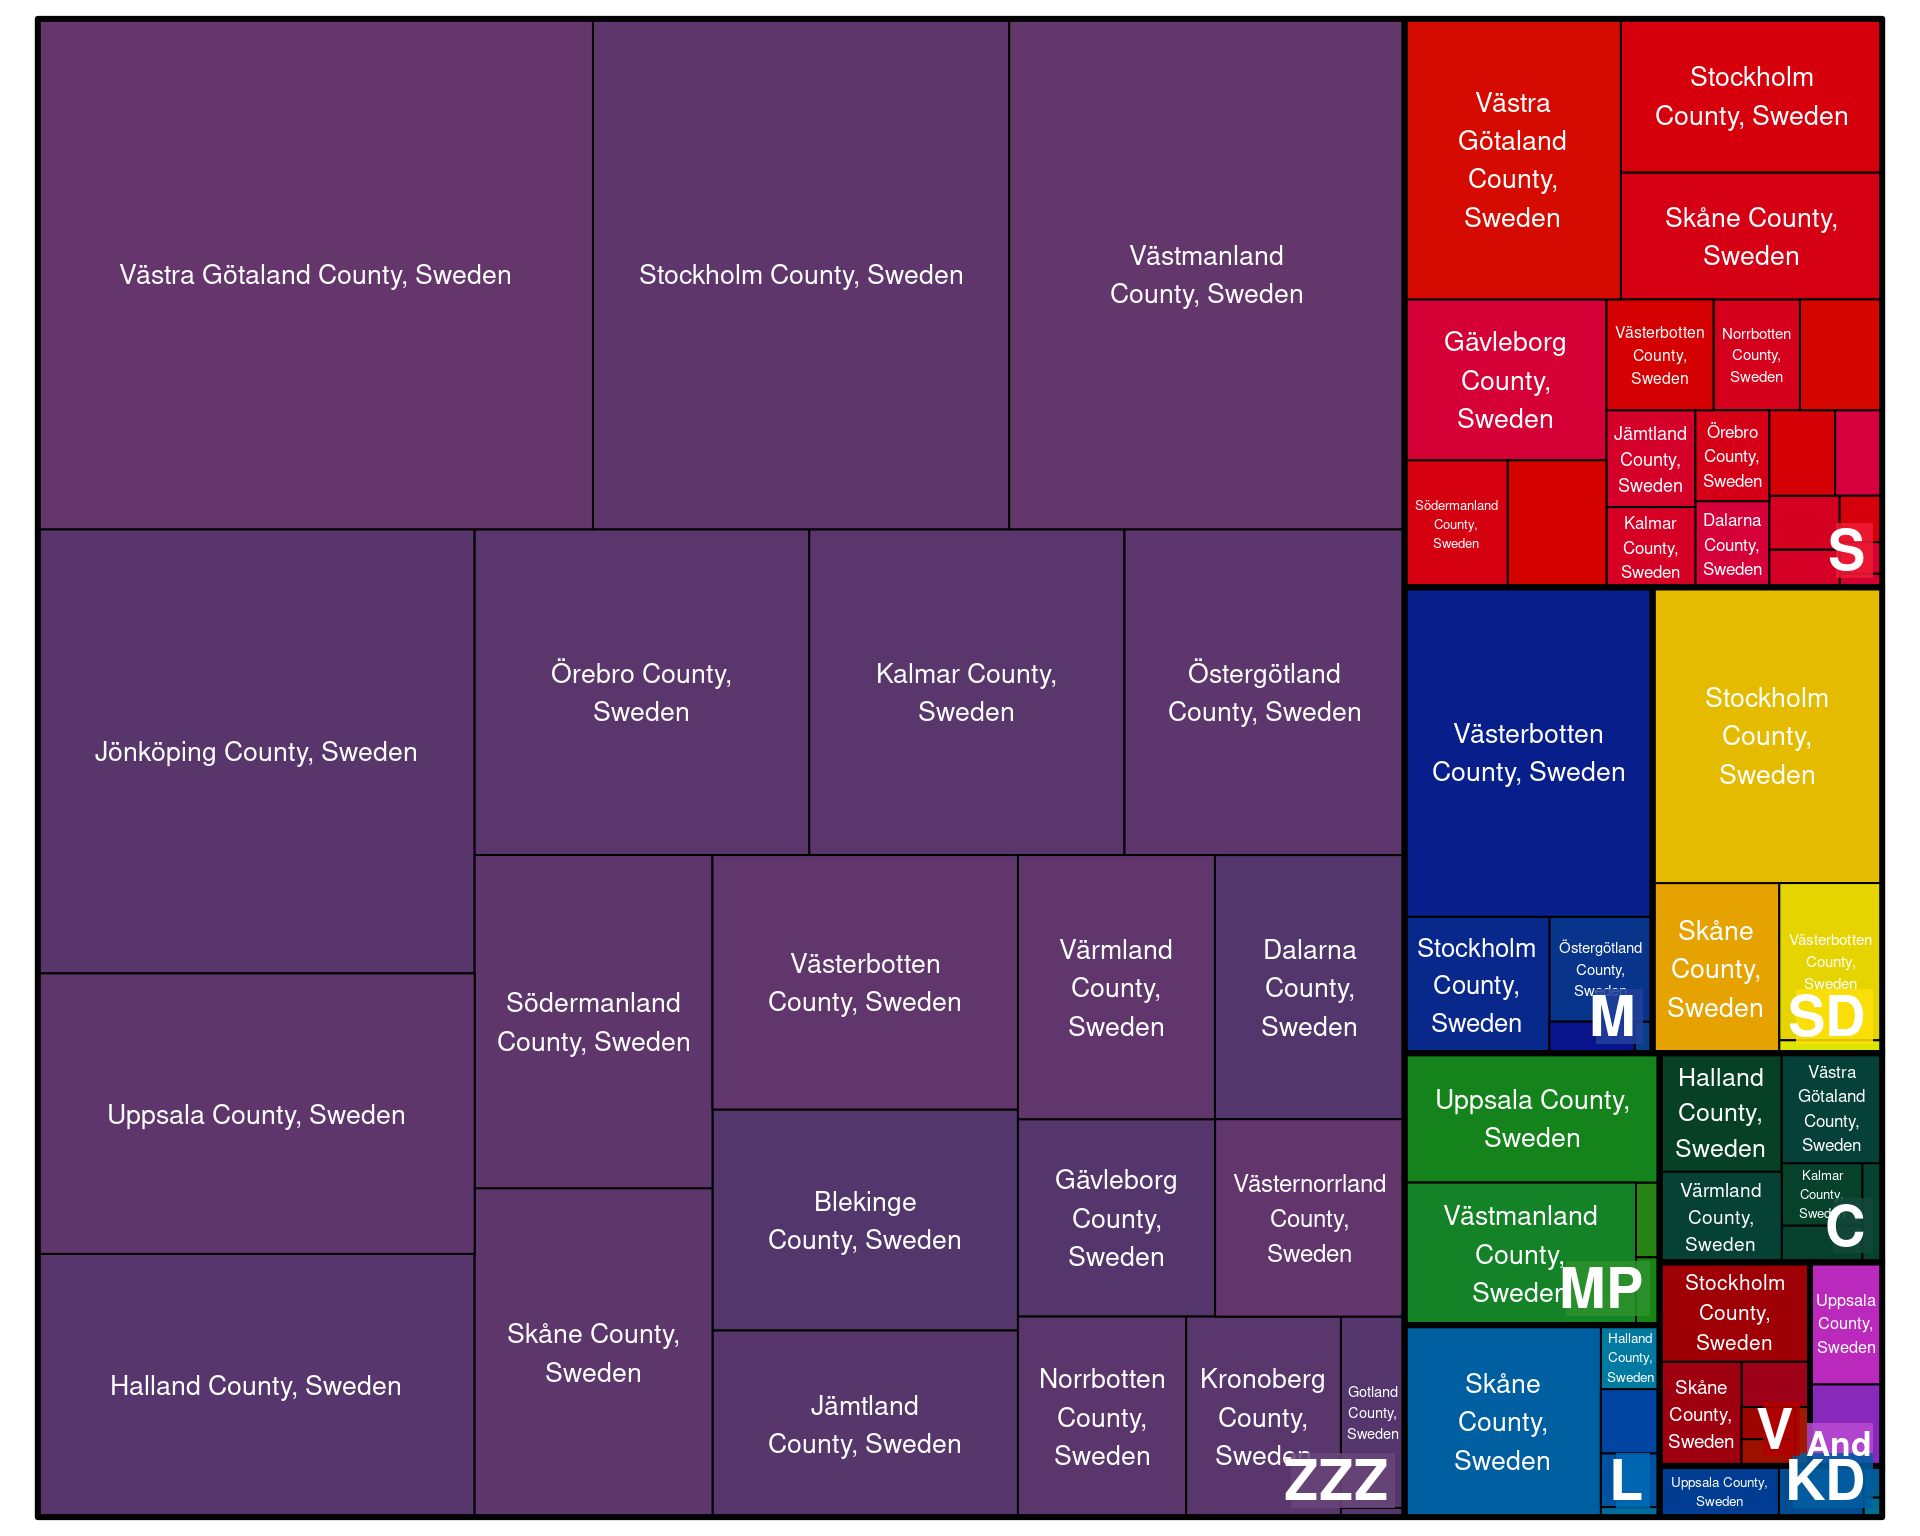 Västra Götaland County, Sweden
Stockholm County, Sweden
Västmanland
County, Sweden
Jönköping County, Sweden
Örebro County,
Sweden
Kalmar County,
Sweden
Östergötland
County, Sweden
Uppsala County, Sweden
Halland County, Sweden
Södermanland
County, Sweden
Skåne County,
Sweden
Västerbotten
County, Sweden
Blekinge
County, Sweden
Jämtland
County, Sweden
Värmland
County,
Sweden
Dalarna
County,
Sweden
Gävleborg
County,
Sweden
Västernorrland
County,
Sweden
Norrbotten
County,
Sweden
Kronoberg
County,
Sweden
Gotland
County,
Sweden
ZZZ
Västra
Götaland
County,
Sweden
Stockholm
County, Sweden
Skåne County,
Sweden
Gävleborg
County,
Sweden
Västerbotten
County,
Sweden
Norrbotten
County,
Sweden
Södermanland
County,
Sweden
Jämtland
County,
Sweden
Örebro
County,
Sweden
Kalmar
County,
Sweden
Dalarna
County,
Sweden
S
Västerbotten
County, Sweden
Stockholm
County,
Sweden
Östergötland
County,
Sweden
M
Stockholm
County,
Sweden
Skåne
County,
Sweden
Västerbotten
County,
Sweden
SD
Uppsala County,
Sweden
Västmanland
County,
Sweden
MP
Halland
County,
Sweden
Västra
Götaland
County,
Sweden
Värmland
County,
Sweden
Kalmar
County,
Sweden
C
Skåne
County,
Sweden
Halland
County,
Sweden
L
Stockholm
County,
Sweden
Skåne
County,
Sweden
V
Uppsala
County,
Sweden
And
Uppsala County,
Sweden
KD